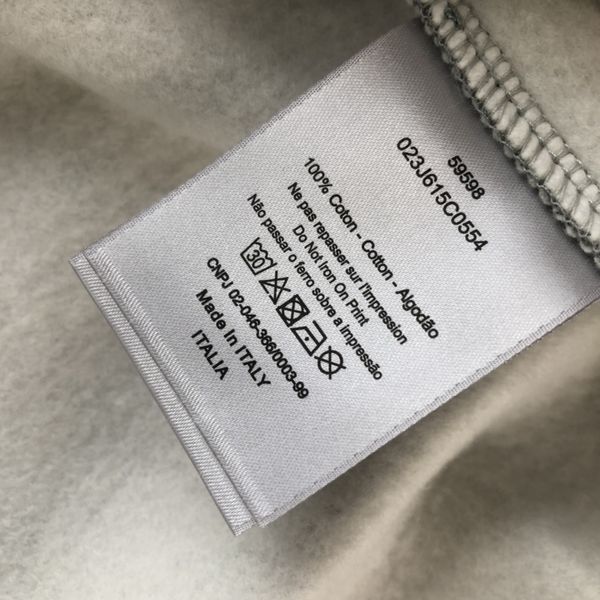 59598
023J615C0554
100% Coton - Cotton - Algodão
Ne pas repasser sur l'impression
Do Not Iron On Print
Não passar o ferro sobre a impressão
30
CNPJ 02-046-386/0003-99
Made In ITALY
ITALIA